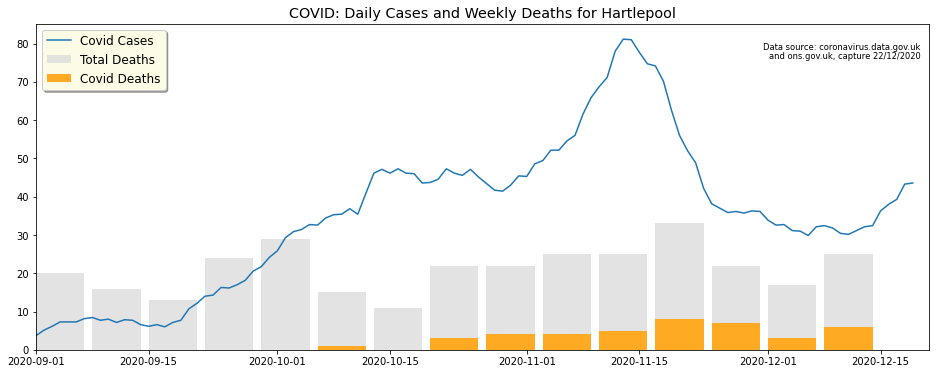 COVID: Daily Cases and Weekly Deaths for Hartlepool
Covid Cases
Total Deaths
Covid Deaths
Data source: coronavirus.data.gov.uk
and ons.gov.uk, capture 22/12/2020
80
70
60
50
40
30
20
10
0
2020-09-01
2020-09-15
2020-10-01
2020-10-15
2020-11-01
2020-11-15
2020-12-01
2020-12-15